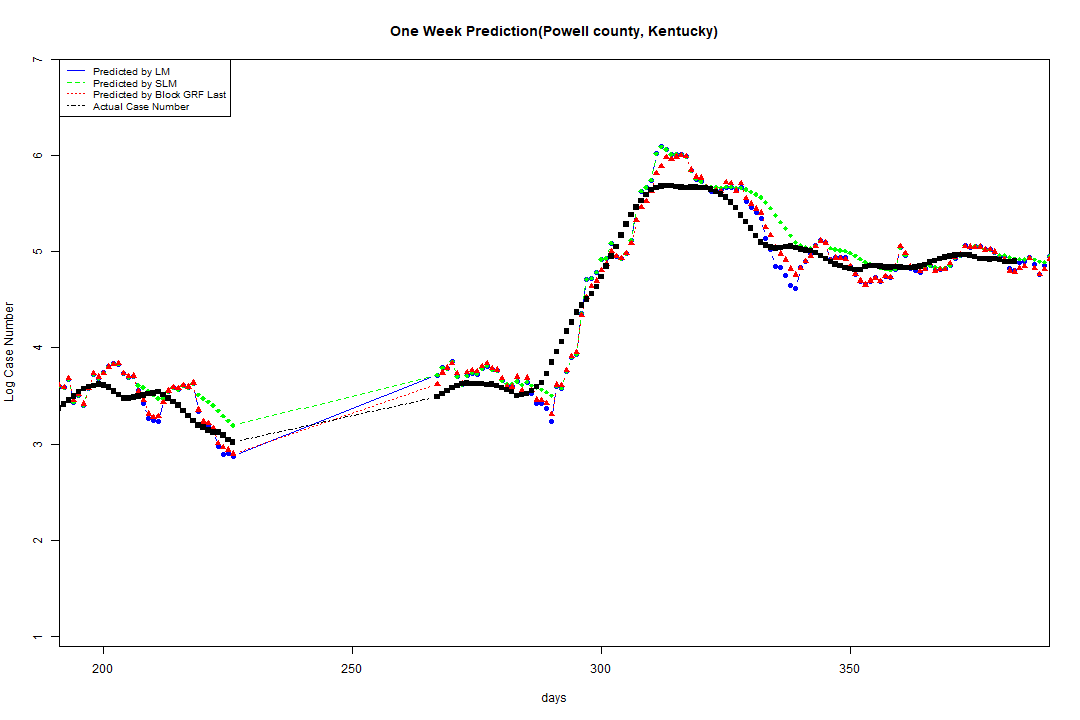 One Week Prediction(Powell county, Kentucky)
Predicted by LM
Predicted by SLM
Predicted by Block GRF Last
Actual Case Number
7
6
5
4
3
2
1
Log Case Number
200
250
300
350
days